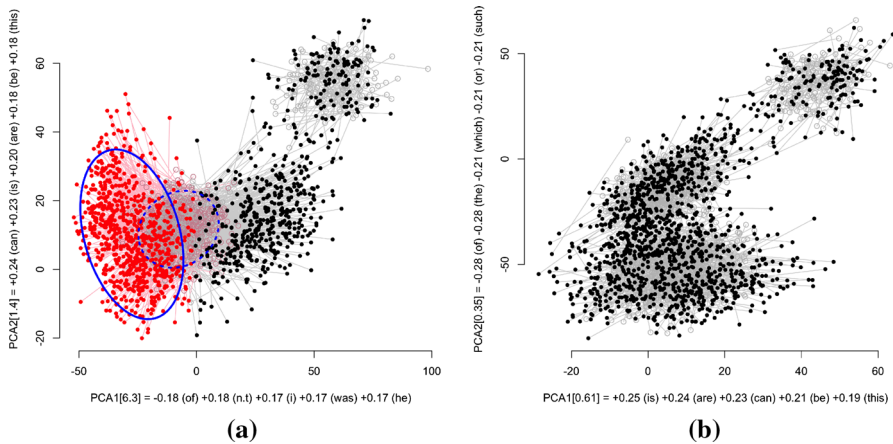 PCA2[1.4] = +0.24 (can) +0.23 (is) +0.20 (are) +0.18 (be) +0.18 (this)
60
40
20
0
-20
-50
0
50
100
PCA1[6.3] = -0.18 (of) +0.18 (n.t) +0.17 (i) +0.17 (was) +0.17 (he)
(a)
PCA2[0.35] = -0.28 (of) -0.28 (the) -0.21 (which) -0.21 (or) -0.21 (such)
50
0
-50
-20
0
20
40
60
PCA1[0.61] = +0.25 (is) +0.24 (are) +0.23 (can) +0.21 (be) +0.19 (this)
(b)